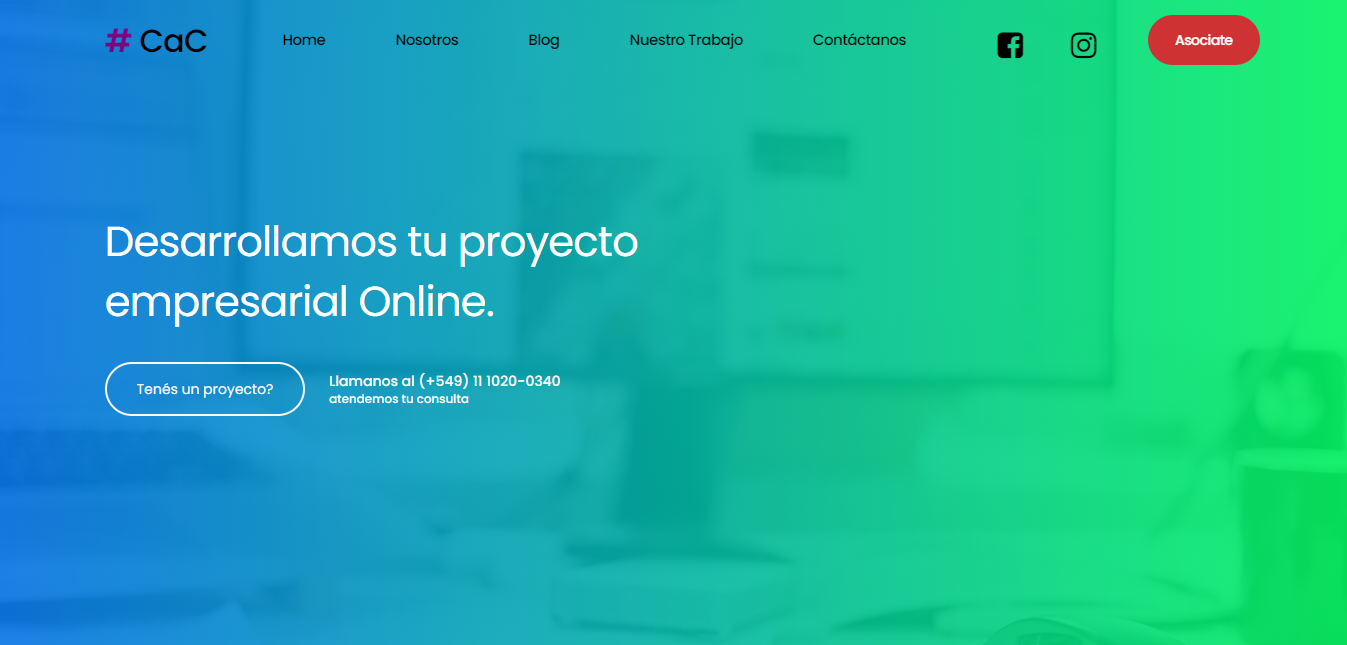 # CaC
Home
Nosotros
Blog
Nuestro Trabajo
Contáctanos
Asociate
Desarrollamos tu proyecto
empresarial Online.
Tenés un proyecto?
Llamanos al (+549) 11 1020-0340
atendemos tu consulta